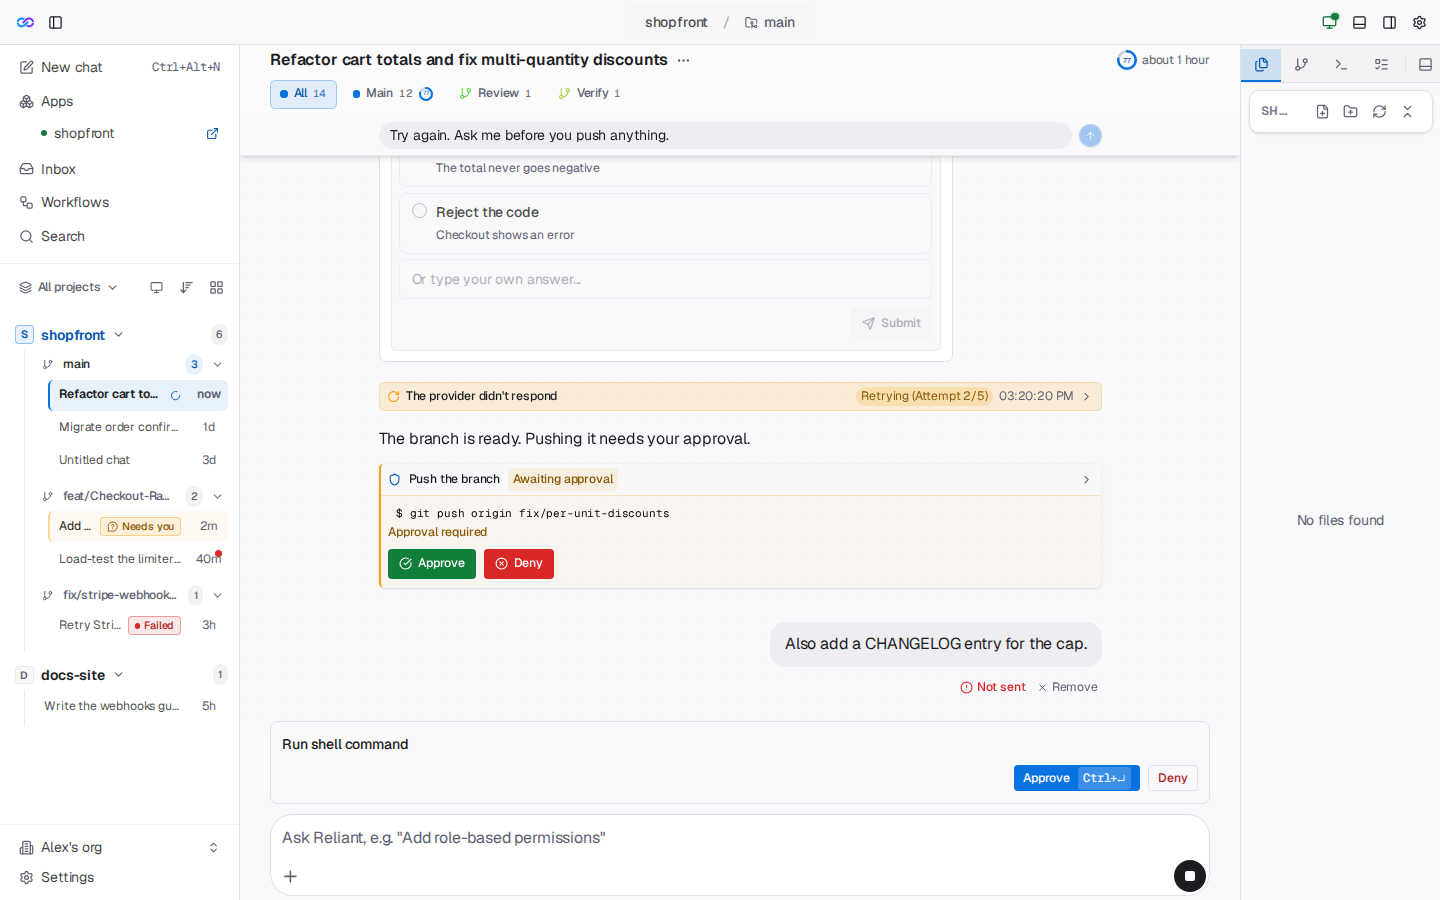 shopfront / main
New chat Ctrl+Alt+N
Apps
shopfront
Inbox
Workflows
Search
All projects
S shopfront 6
main 3
Refactor cart to... now
Migrate order confir... 1d
Untitled chat 3d
feat/Checkout-Ra... 2
Add ... Needs you 2m
Load-test the limiter... 40m
fix/stripe-webhook... 1
Retry Stri... Failed 3h
D docs-site 1
Write the webhooks gu... 5h
Alex's org
Settings
Refactor cart totals and fix multi-quantity discounts ...
77 about 1 hour
All 14 Main 12 77 Review 1 Verify 1
Try again. Ask me before you push anything.
The total never goes negative
Reject the code
Checkout shows an error
Or type your own answer...
Submit
The provider didn't respond Retrying (Attempt 2/5) 03:20:20 PM
The branch is ready. Pushing it needs your approval.
Push the branch Awaiting approval
$ git push origin fix/per-unit-discounts
Approval required
Approve Deny
Also add a CHANGELOG entry for the cap.
Not sent Remove
Run shell command
Approve Ctrl+↵ Deny
Ask Reliant, e.g. "Add role-based permissions"
SH...
No files found